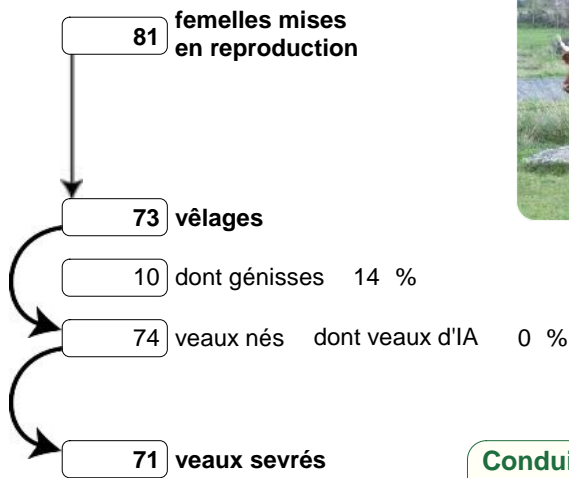 81 femelles mises
en reproduction
73 vêlages
10 dont génisses 14 %
74 veaux nés dont veaux d'IA 0 %
71 veaux sevrés